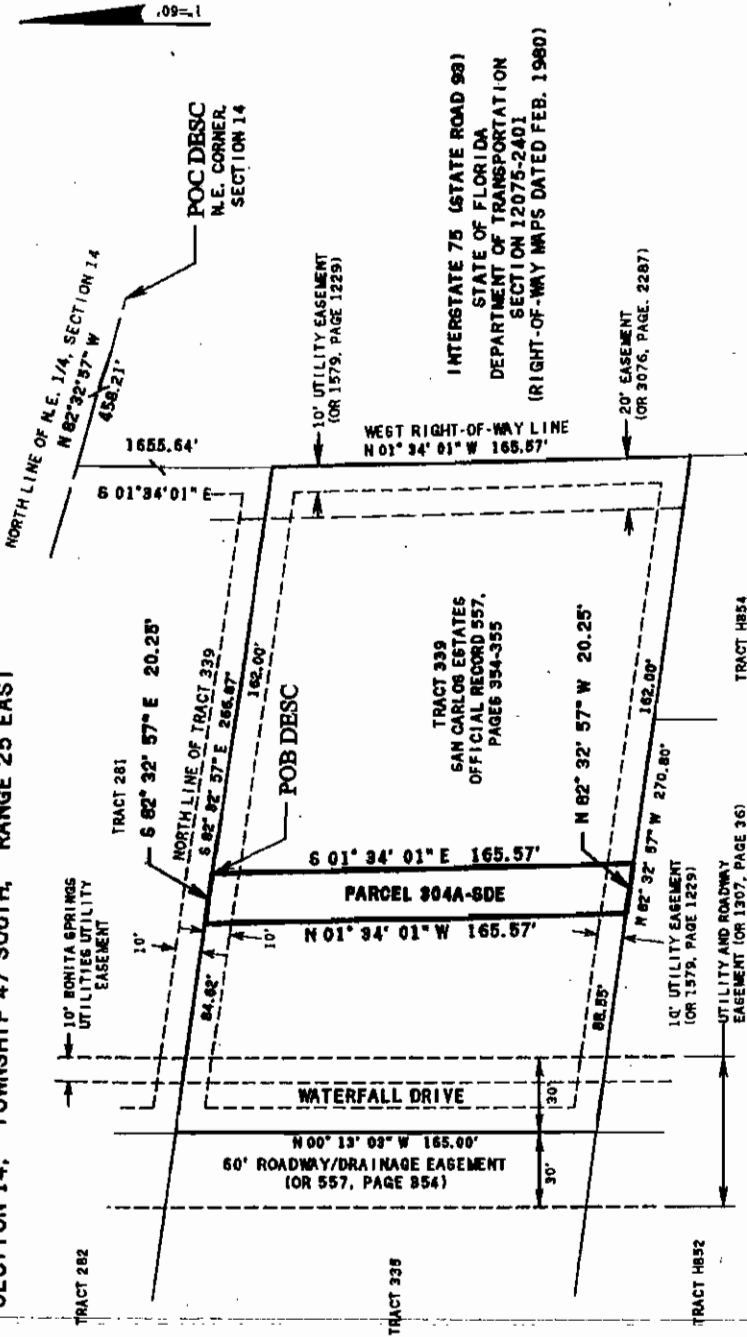 SECTION 14, TOWNSHIP 47 SOUTH, RANGE 25 EAST
1"=60'
NORTH LINE OF N.E. 1/4, SECTION 14
N 82°32'57" W
458.21'
POC DESC
N.E. CORNER,
SECTION 14
1655.64'
S 01°34'01" E
10' UTILITY EASEMENT
(OR 1579, PAGE 1229)
WEST RIGHT-OF-WAY LINE
N 01° 34' 01" W 165.57'
INTERSTATE 75 (STATE ROAD 93)
STATE OF FLORIDA
DEPARTMENT OF TRANSPORTATION
SECTION 12075-2401
(RIGHT-OF-WAY MAPS DATED FEB. 1980)
20' EASEMENT
(OR 3076, PAGE. 2287)
TRACT 281
S 82° 32' 57" E 20.25'
NORTH LINE OF TRACT 339
S 82° 32' 57" E 266.87'
162.00'
POB DESC
10' BONITA SPRINGS
UTILITIES UTILITY
EASEMENT
10'
10'
84.62'
TRACT 282
TRACT 339
SAN CARLOS ESTATES
OFFICIAL RECORD 557,
PAGES 354-355
S 01° 34' 01" E 165.57'
PARCEL 304A-SDE
N 01° 34' 01" W 165.57'
N 82° 32' 57" W 20.25'
WATERFALL DRIVE
30'
N 00° 13' 03" W 165.00'
60' ROADWAY/DRAINAGE EASEMENT
(OR 557, PAGE 354)
30'
TRACT 338
88.55'
N 82° 32' 57" W 270.80'
162.00'
10' UTILITY EASEMENT
(OR 1579, PAGE 1229)
UTILITY AND ROADWAY
EASEMENT (OR 1307, PAGE 36)
TRACT H852
TRACT H854